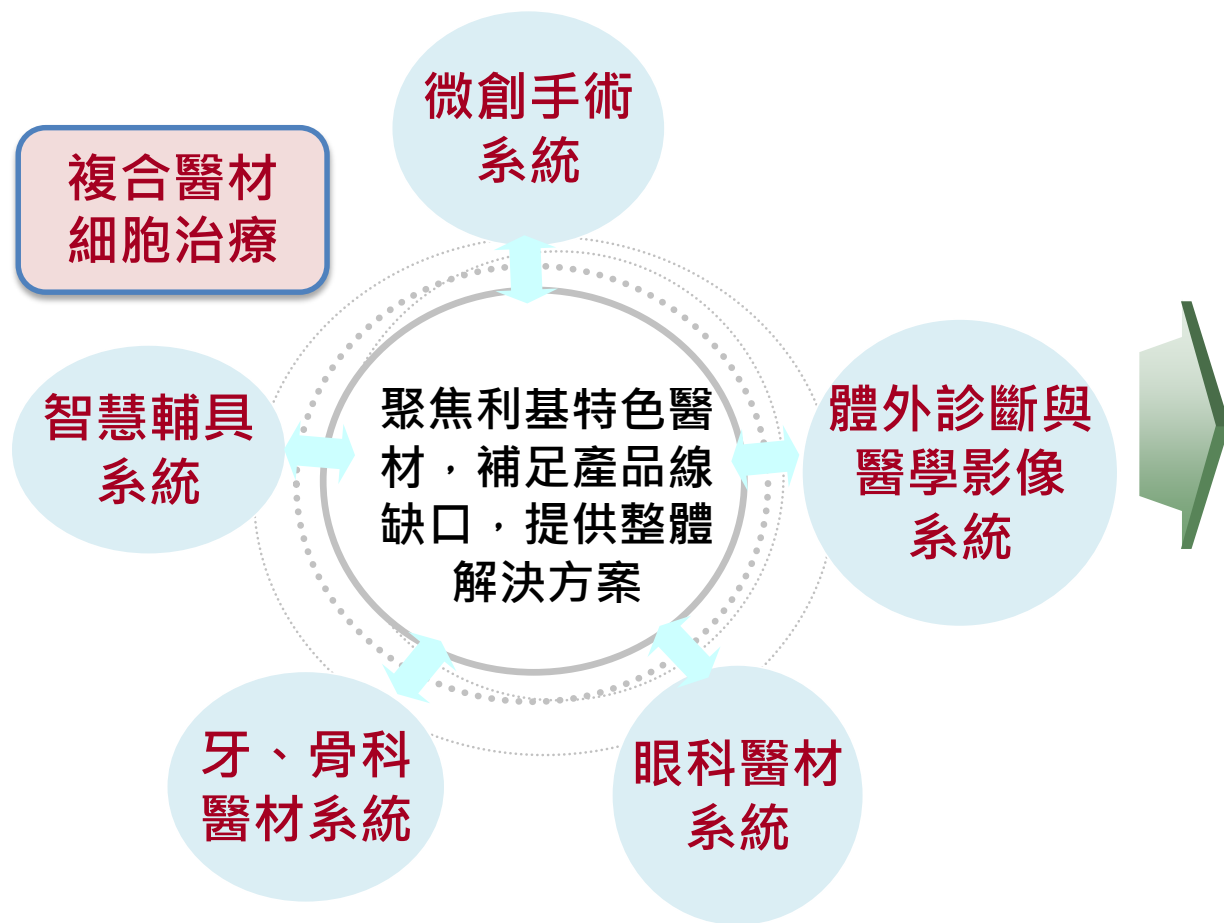 微創手術
系統
複合醫材
細胞治療
智慧輔具
系統
聚焦利基特色醫
材，補足產品線
缺口，提供整體
解決方案
體外診斷與
醫學影像
系統
牙、骨科
醫材系統
眼科醫材
系統